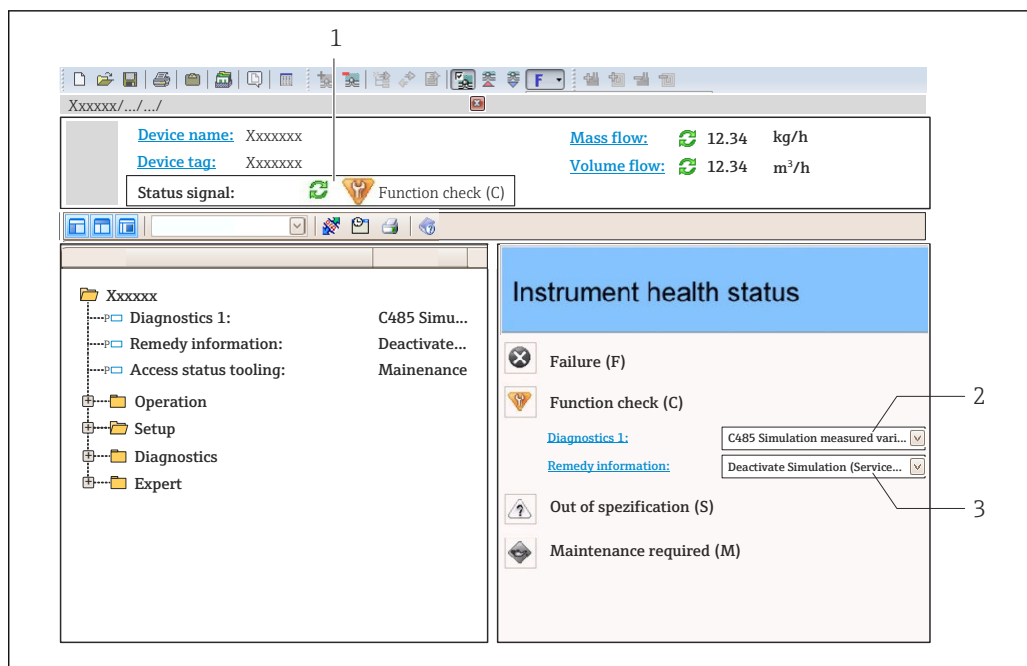 1
F
Xxxxxx/.../.../
Device name: Xxxxxxx
Mass flow: 12.34 kg/h
Device tag: Xxxxxxx
Volume flow: 12.34 m³/h
Status signal: Function check (C)
Xxxxxx
P Diagnostics 1: C485 Simu...
P Remedy information: Deactivate...
P Access status tooling: Mainenance
Operation
Setup
Diagnostics
Expert
Instrument health status
Failure (F)
Function check (C)
2
Diagnostics 1: C485 Simulation measured vari...
Remedy information: Deactivate Simulation (Service...
Out of spezification (S)
3
Maintenance required (M)